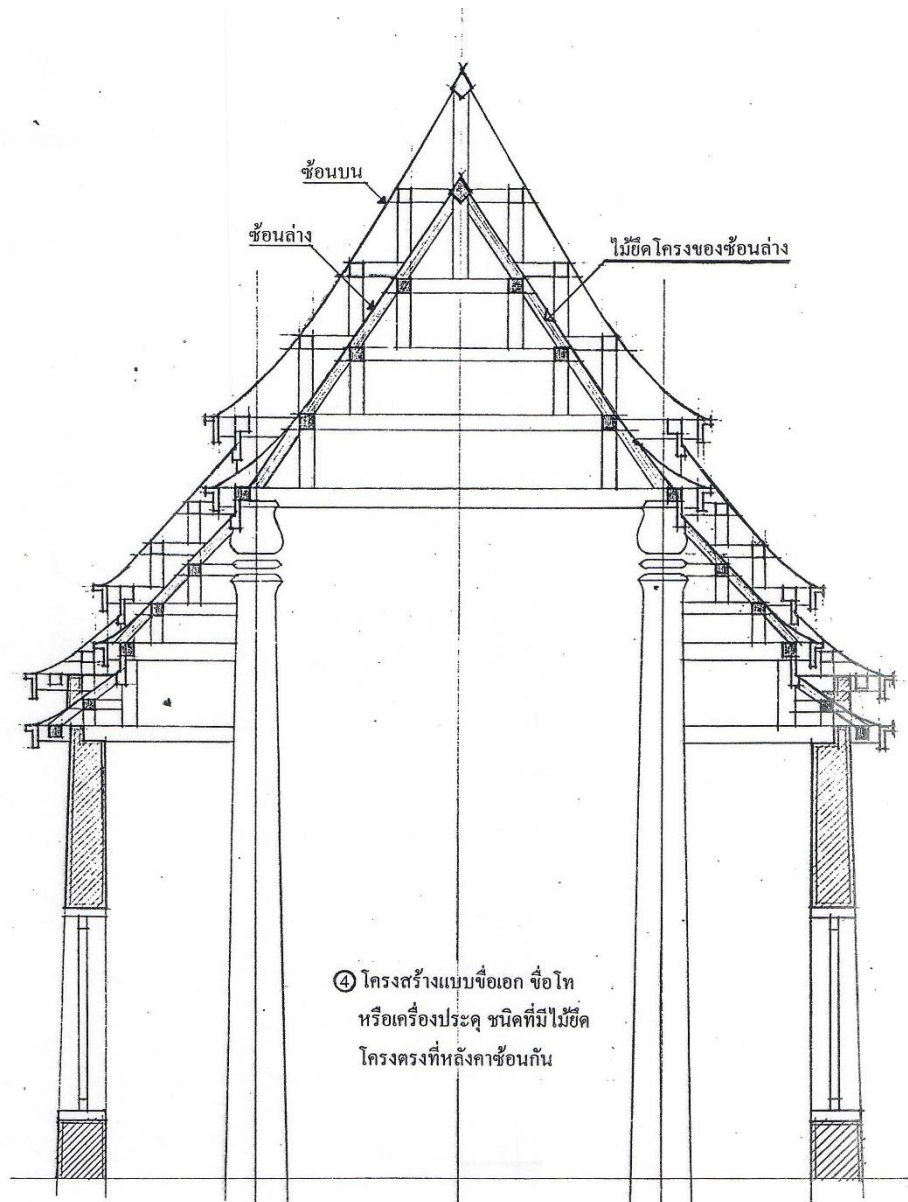 ซ้อนบน
ซ้อนล่าง
ไม้ยึดโครงของซ้อนล่าง
④ โครงสร้างแบบขื่อเอก ขื่อโท
หรือเครื่องประดุ ชนิดที่มีไม้ยึด
โครงตรงที่หลังคาซ้อนกัน